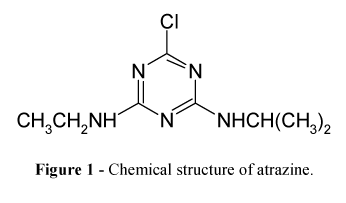 Cl
N N
CH3CH2NH N NHCH(CH3)2
Figure 1 - Chemical structure of atrazine.